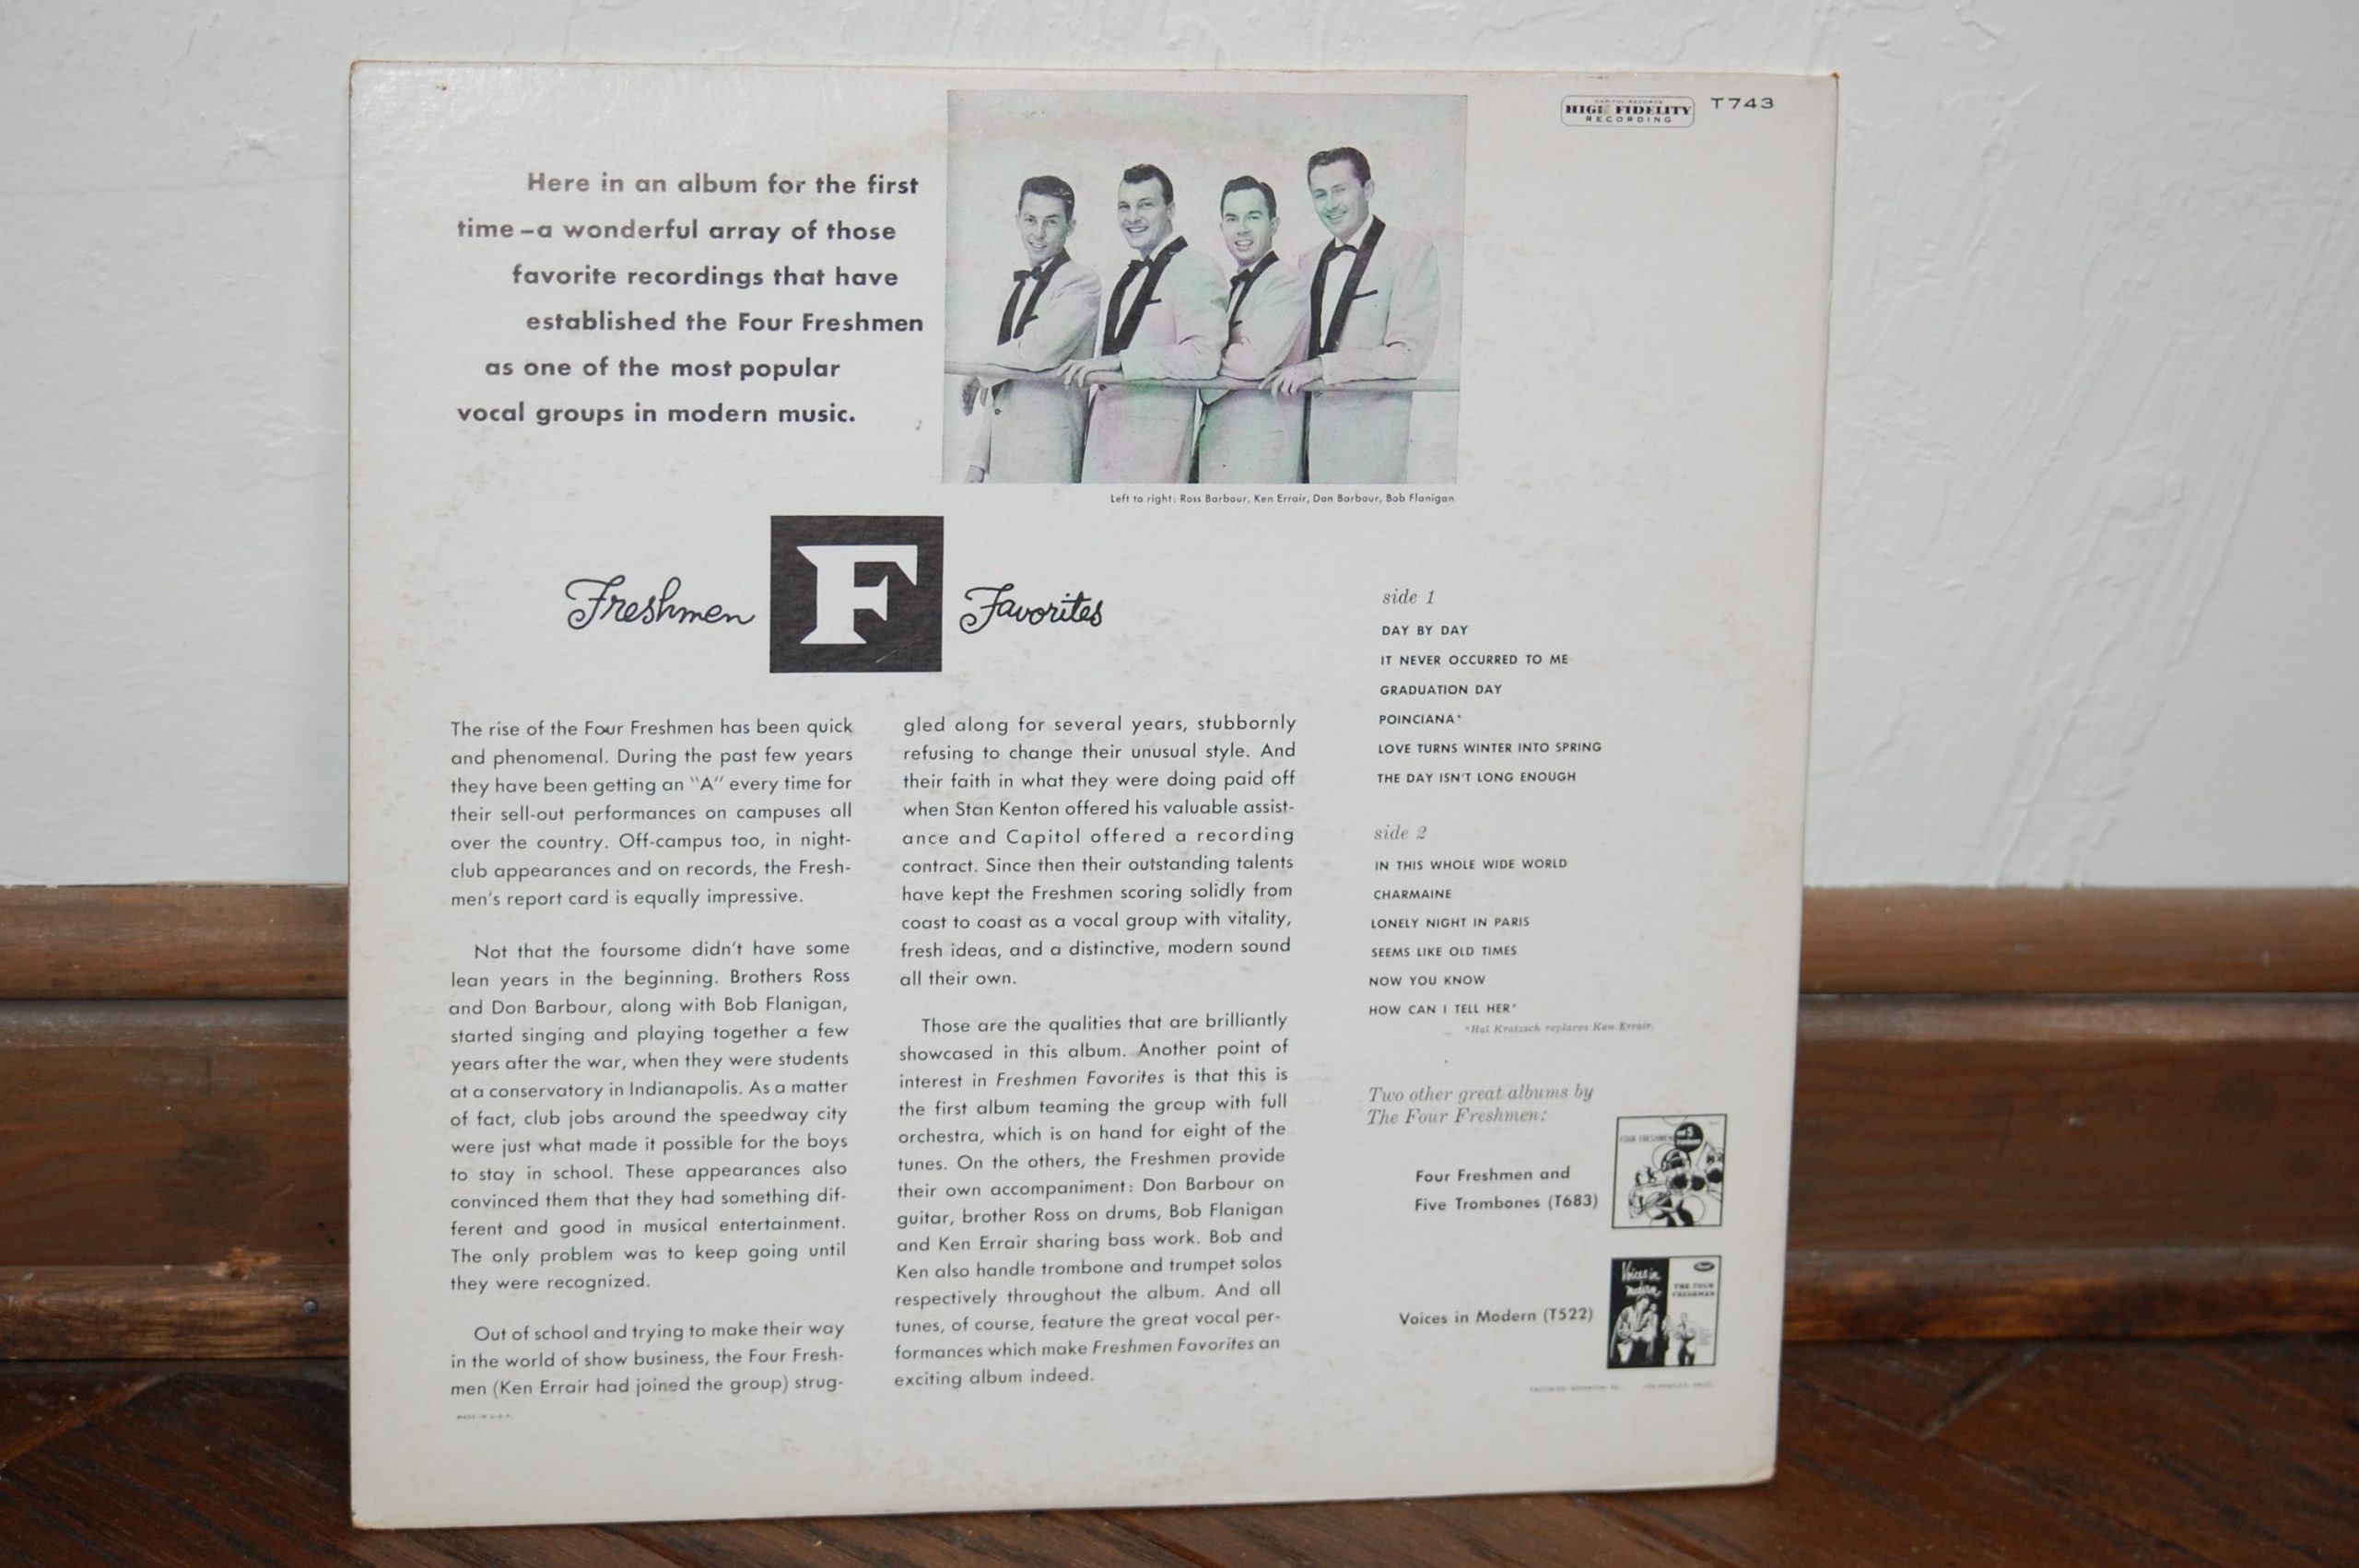 CAPITOL RECORDS
HIGH FIDELITY
RECORDING
T743
Here in an album for the first
time–a wonderful array of those
favorite recordings that have
established the Four Freshmen
as one of the most popular
vocal groups in modern music.
Left to right: Ross Barbour, Ken Errair, Don Barbour, Bob Flanigan
Freshmen F Favorites
The rise of the Four Freshmen has been quick
and phenomenal. During the past few years
they have been getting an "A" every time for
their sell-out performances on campuses all
over the country. Off-campus too, in night-
club appearances and on records, the Fresh-
men's report card is equally impressive.
Not that the foursome didn't have some
lean years in the beginning. Brothers Ross
and Don Barbour, along with Bob Flanigan,
started singing and playing together a few
years after the war, when they were students
at a conservatory in Indianapolis. As a matter
of fact, club jobs around the speedway city
were just what made it possible for the boys
to stay in school. These appearances also
convinced them that they had something dif-
ferent and good in musical entertainment.
The only problem was to keep going until
they were recognized.
Out of school and trying to make their way
in the world of show business, the Four Fresh-
men (Ken Errair had joined the group) strug-
MADE IN U.S.A.
gled along for several years, stubbornly
refusing to change their unusual style. And
their faith in what they were doing paid off
when Stan Kenton offered his valuable assist-
ance and Capitol offered a recording
contract. Since then their outstanding talents
have kept the Freshmen scoring solidly from
coast to coast as a vocal group with vitality,
fresh ideas, and a distinctive, modern sound
all their own.
Those are the qualities that are brilliantly
showcased in this album. Another point of
interest in Freshmen Favorites is that this is
the first album teaming the group with full
orchestra, which is on hand for eight of the
tunes. On the others, the Freshmen provide
their own accompaniment: Don Barbour on
guitar, brother Ross on drums, Bob Flanigan
and Ken Errair sharing bass work. Bob and
Ken also handle trombone and trumpet solos
respectively throughout the album. And all
tunes, of course, feature the great vocal per-
formances which make Freshmen Favorites an
exciting album indeed.
side 1
DAY BY DAY
IT NEVER OCCURRED TO ME
GRADUATION DAY
POINCIANA*
LOVE TURNS WINTER INTO SPRING
THE DAY ISN'T LONG ENOUGH
side 2
IN THIS WHOLE WIDE WORLD
CHARMAINE
LONELY NIGHT IN PARIS
SEEMS LIKE OLD TIMES
NOW YOU KNOW
HOW CAN I TELL HER*
*Hal Kratzsch replaces Ken Errair.
Two other great albums by
The Four Freshmen:
Four Freshmen and
Five Trombones (T683)
FOUR FRESHMEN
Voices in Modern (T522)
Voices in
modern
THE FOUR
FRESHMEN